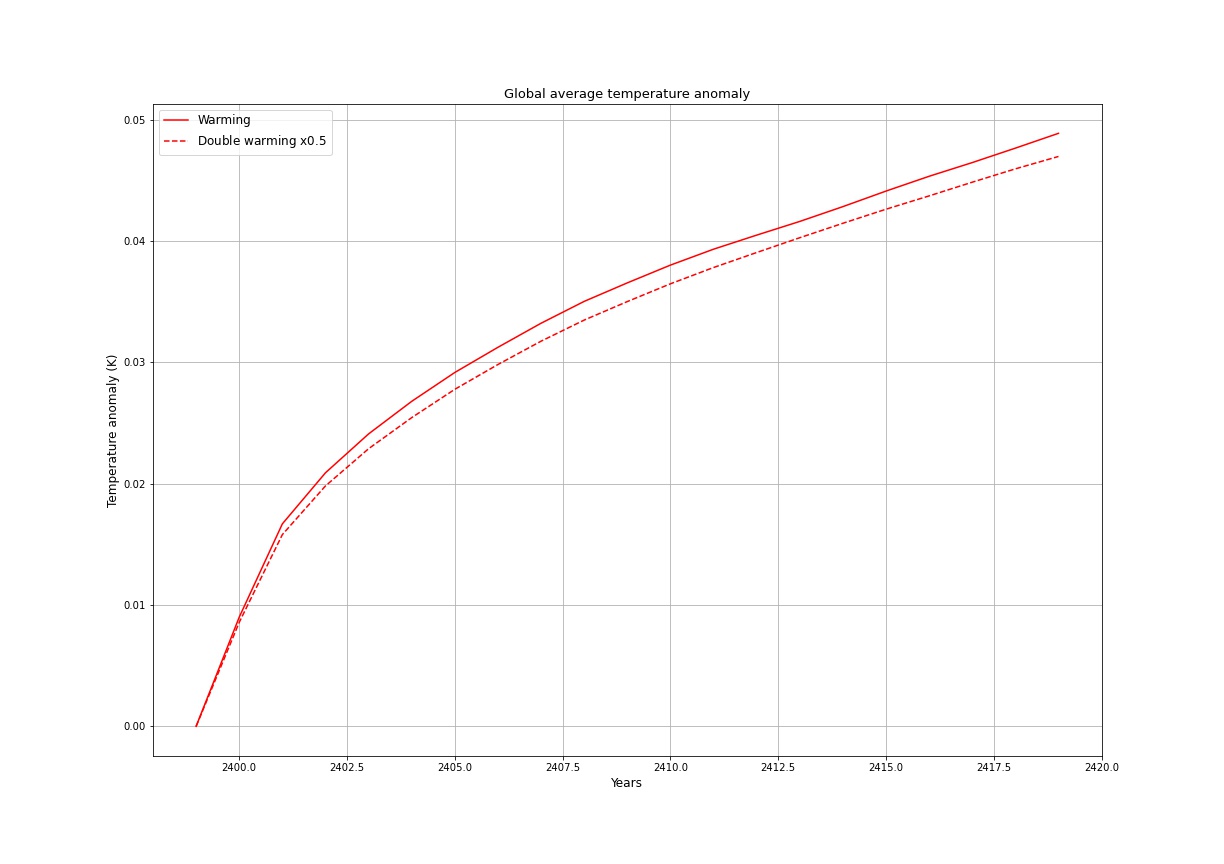 Global average temperature anomaly
Warming
Double warming x0.5
0.05
0.04
0.03
0.02
0.01
0.00
Temperature anomaly (K)
2400.0 2402.5 2405.0 2407.5 2410.0 2412.5 2415.0 2417.5 2420.0
Years